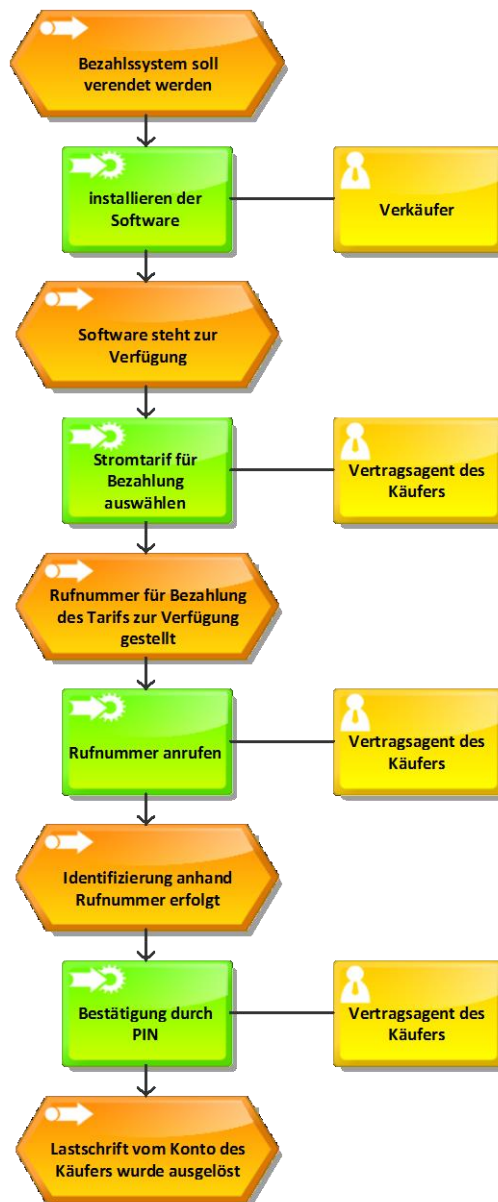 Bezahlssystem soll
verendet werden
installieren der
Software
Verkäufer
Software steht zur
Verfügung
Stromtarif für
Bezahlung
auswählen
Vertragsagent des
Käufers
Rufnummer für Bezahlung
des Tarifs zur Verfügung
gestellt
Rufnummer anrufen
Vertragsagent des
Käufers
Identifizierung anhand
Rufnummer erfolgt
Bestätigung durch
PIN
Vertragsagent des
Käufers
Lastschrift vom Konto des
Käufers wurde ausgelöst